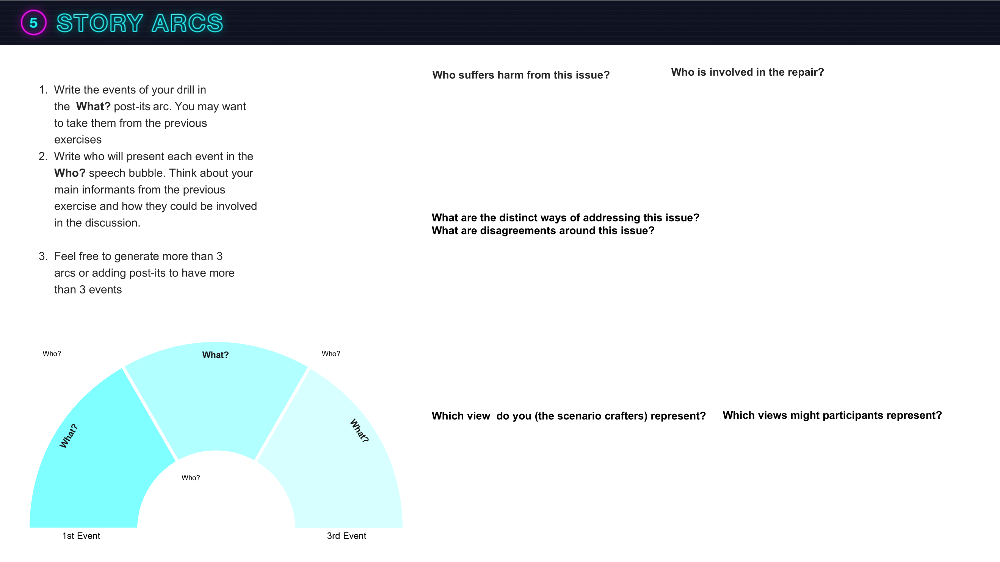 5 STORY ARCS
1. Write the events of your drill in
the What? post-its arc. You may want
to take them from the previous
exercises
2. Write who will present each event in the
Who? speech bubble. Think about your
main informants from the previous
exercise and how they could be involved
in the discussion.
3. Feel free to generate more than 3
arcs or adding post-its to have more
than 3 events
Who?
What?
Who?
What?
What?
Who?
1st Event
3rd Event
Who suffers harm from this issue?
Who is involved in the repair?
What are the distinct ways of addressing this issue?
What are disagreements around this issue?
Which view do you (the scenario crafters) represent?
Which views might participants represent?